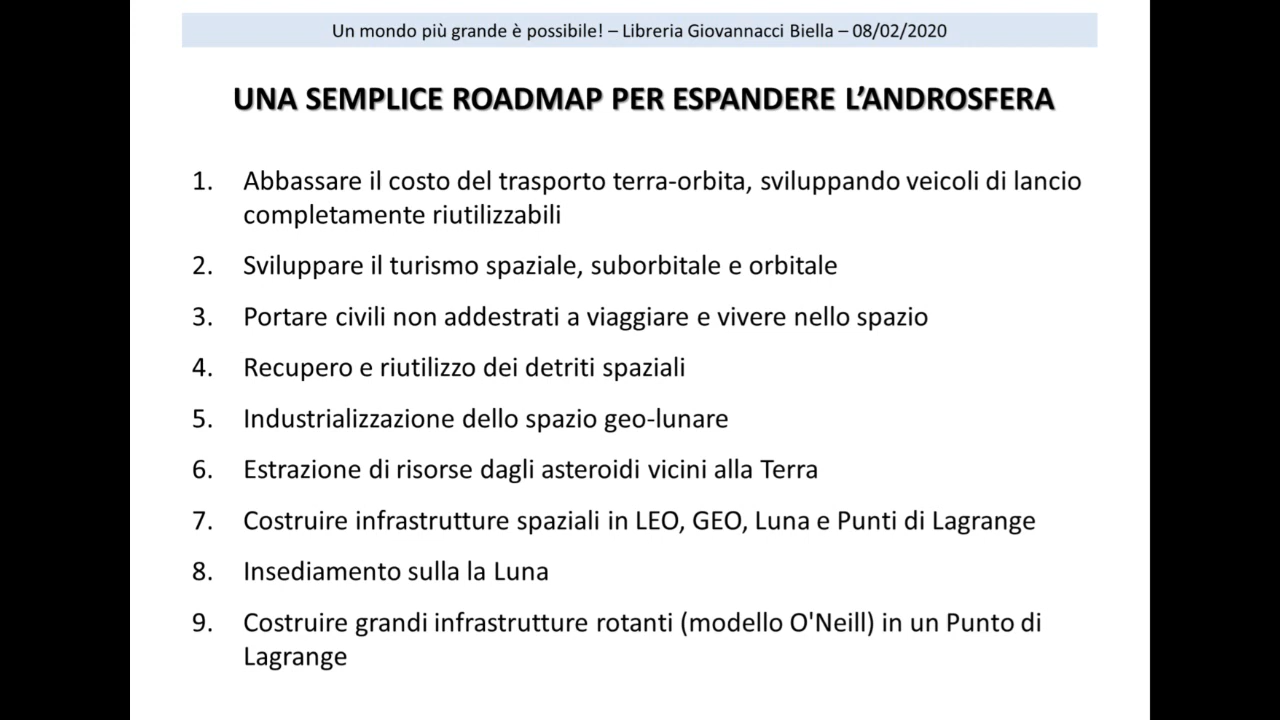 Un mondo più grande è possibile! – Libreria Giovannacci Biella – 08/02/2020
UNA SEMPLICE ROADMAP PER ESPANDERE L’ANDROSFERA
1. Abbassare il costo del trasporto terra-orbita, sviluppando veicoli di lancio
completamente riutilizzabili
2. Sviluppare il turismo spaziale, suborbitale e orbitale
3. Portare civili non addestrati a viaggiare e vivere nello spazio
4. Recupero e riutilizzo dei detriti spaziali
5. Industrializzazione dello spazio geo-lunare
6. Estrazione di risorse dagli asteroidi vicini alla Terra
7. Costruire infrastrutture spaziali in LEO, GEO, Luna e Punti di Lagrange
8. Insediamento sulla la Luna
9. Costruire grandi infrastrutture rotanti (modello O'Neill) in un Punto di
Lagrange